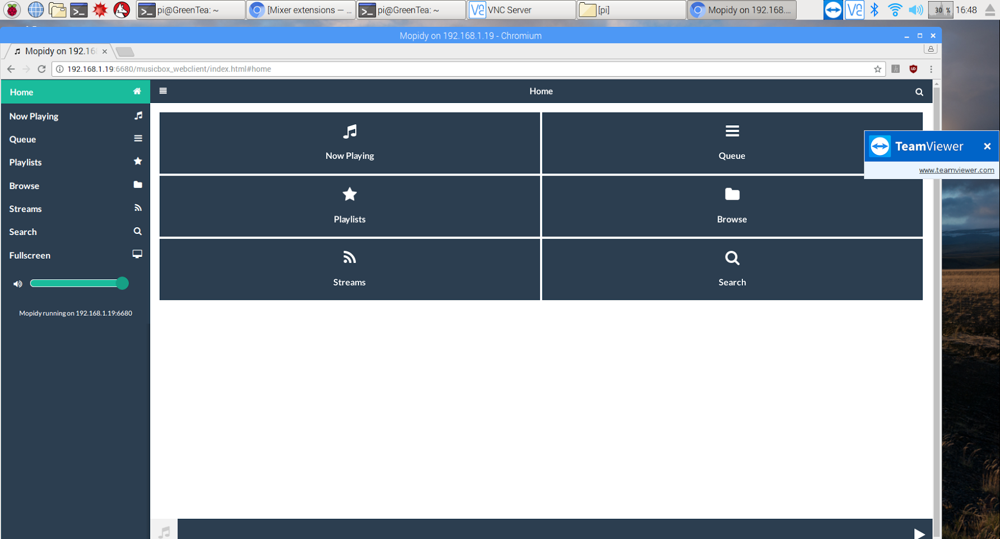 pi@GreenTea: ~
[Mixer extensions — ...
pi@GreenTea: ~
VNC Server
[pi]
Mopidy on 192.168....
30 %
16:48
Mopidy on 192.168.1.19 - Chromium
Mopidy on 192.16
192.168.1.19:6680/musicbox_webclient/index.html#home
Home
Now Playing
Queue
Playlists
Browse
Streams
Search
Fullscreen
Mopidy running on 192.168.1.19:6680
Home
Now Playing
Queue
Playlists
Browse
Streams
Search
TeamViewer
www.teamviewer.com